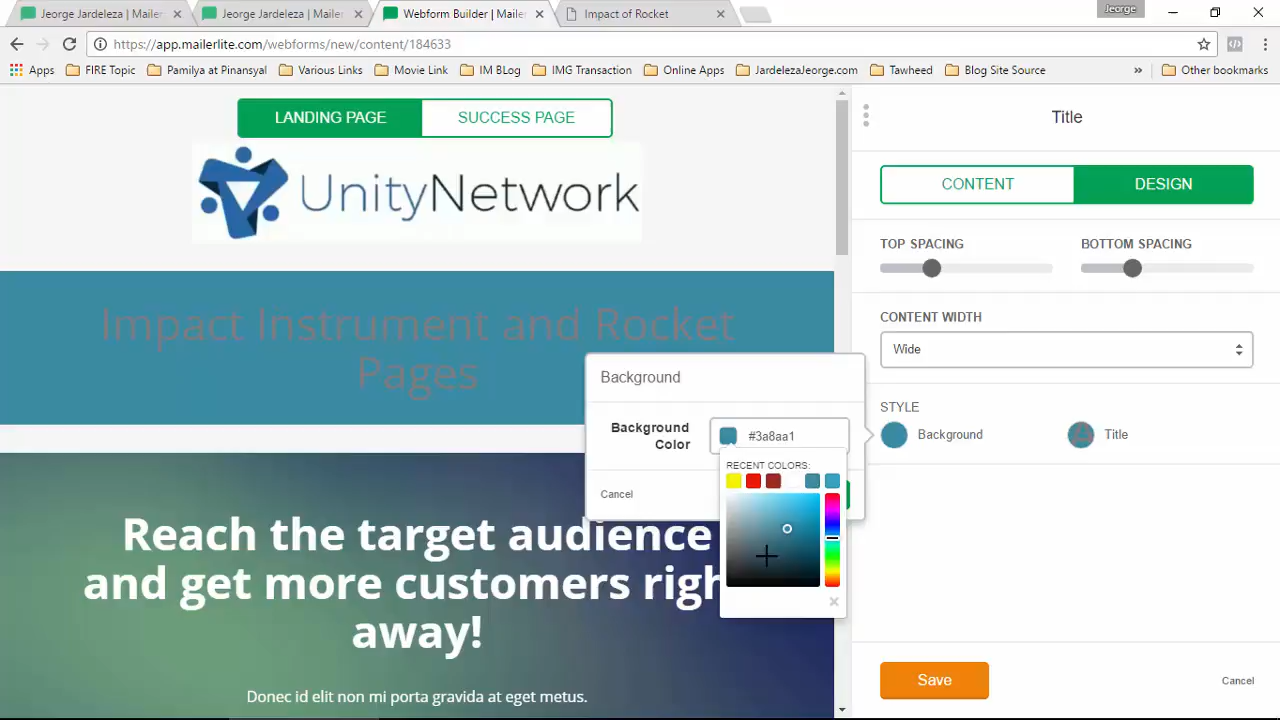 Jeorge Jardeleza | Mailer
Jeorge Jardeleza | Mailer
Webform Builder | Mailer
Impact of Rocket
Jeorge
https://app.mailerlite.com/webforms/new/content/184633
Apps
FIRE Topic
Pamilya at Pinansyal
Various Links
Movie Link
IM BLog
IMG Transaction
Online Apps
JardelezaJeorge.com
Tawheed
Blog Site Source
»
Other bookmarks
LANDING PAGE
SUCCESS PAGE
UnityNetwork
Impact Instrument and Rocket
Pages
Reach the target audience
and get more customers righ
away!
Donec id elit non mi porta gravida at eget metus.
Background
Background
Color
#3a8aa1
RECENT COLORS:
Cancel
Title
CONTENT
DESIGN
TOP SPACING
BOTTOM SPACING
CONTENT WIDTH
Wide
STYLE
Background
Title
Save
Cancel